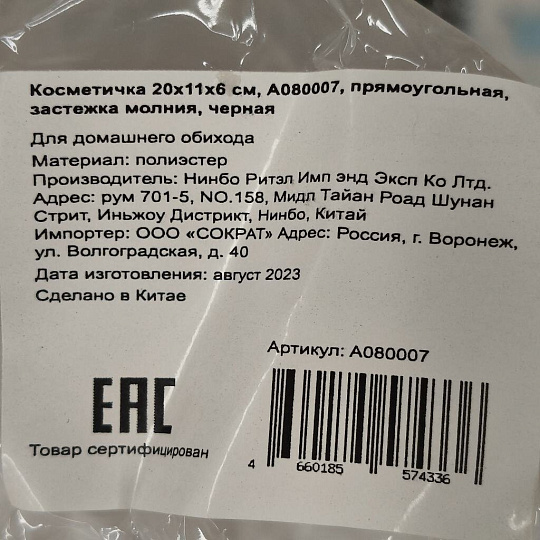 Косметичка 20х11х6 см, А080007, прямоугольная,
застежка молния, черная
Для домашнего обихода
Материал: полиэстер
Производитель: Нинбо Ритэл Имп энд Эксп Ко Лтд.
Адрес: рум 701-5, NO.158, Мидл Тайан Роад Шунан
Стрит, Иньжоу Дистрикт, Нинбо, Китай
Импортер: ООО «СОКРАТ» Адрес: Россия, г. Воронеж,
ул. Волгоградская, д. 40
Дата изготовления: август 2023
Сделано в Китае
Артикул: А080007
ЕАС
Товар сертифицирован
4 660185 574336